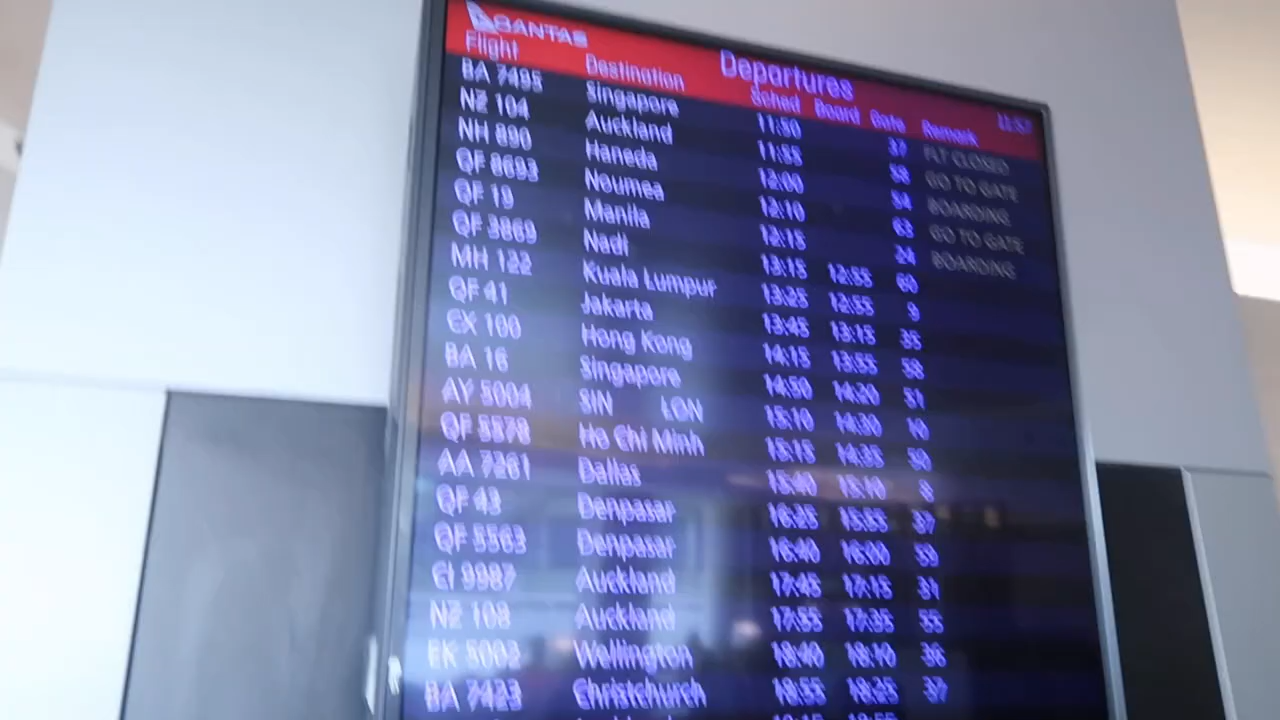 QANTAS
Departures
Flight Destination Sched Board Gate Remark 11:57
BA 7495 Singapore 11:50 37 FLT CLOSED
NZ 104 Auckland 11:55 58 GO TO GATE
NH 890 Haneda 12:00 54 BOARDING
QF 8693 Noumea 12:10 63 GO TO GATE
QF 19 Manila 12:15 24 BOARDING
QF 3869 Nadi 13:15 12:55 60
MH 122 Kuala Lumpur 13:25 12:55 9
QF 41 Jakarta 13:45 13:15 35
CX 100 Hong Kong 14:15 13:55 58
BA 16 Singapore 14:50 14:20 51
AY 5004 SIN LON 15:10 14:30 10
QF 5578 Ho Chi Minh 15:15 14:35 50
AA 7261 Dallas 15:40 15:10 8
QF 43 Denpasar 16:25 15:55 37
QF 5563 Denpasar 16:40 16:00 59
CI 9987 Auckland 17:45 17:15 31
NZ 108 Auckland 17:55 17:35 55
EK 5002 Wellington 18:40 18:10 36
BA 7423 Christchurch 18:55 18:25 37